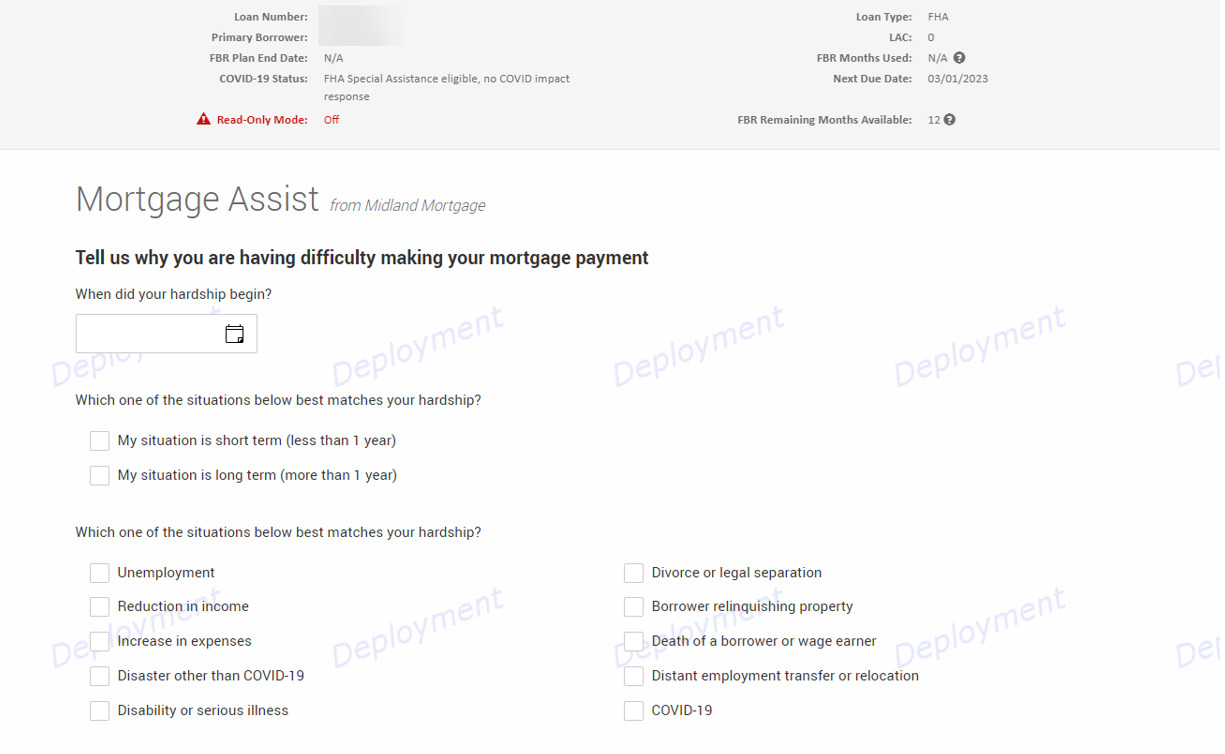 Loan Number:
Loan Type: FHA
Primary Borrower:
LAC: 0
FBR Plan End Date: N/A
FBR Months Used: N/A ?
COVID-19 Status: FHA Special Assistance eligible, no COVID impact
response
Next Due Date: 03/01/2023
Read-Only Mode: Off
FBR Remaining Months Available: 12 ?
Mortgage Assist from Midland Mortgage
Tell us why you are having difficulty making your mortgage payment
When did your hardship begin?
Deployment Deployment Deployment Deployment
Which one of the situations below best matches your hardship?
My situation is short term (less than 1 year)
My situation is long term (more than 1 year)
Which one of the situations below best matches your hardship?
Unemployment
Divorce or legal separation
Reduction in income
Borrower relinquishing property
Deployment Deployment Deployment Deployment
Increase in expenses
Death of a borrower or wage earner
Disaster other than COVID-19
Distant employment transfer or relocation
Disability or serious illness
COVID-19